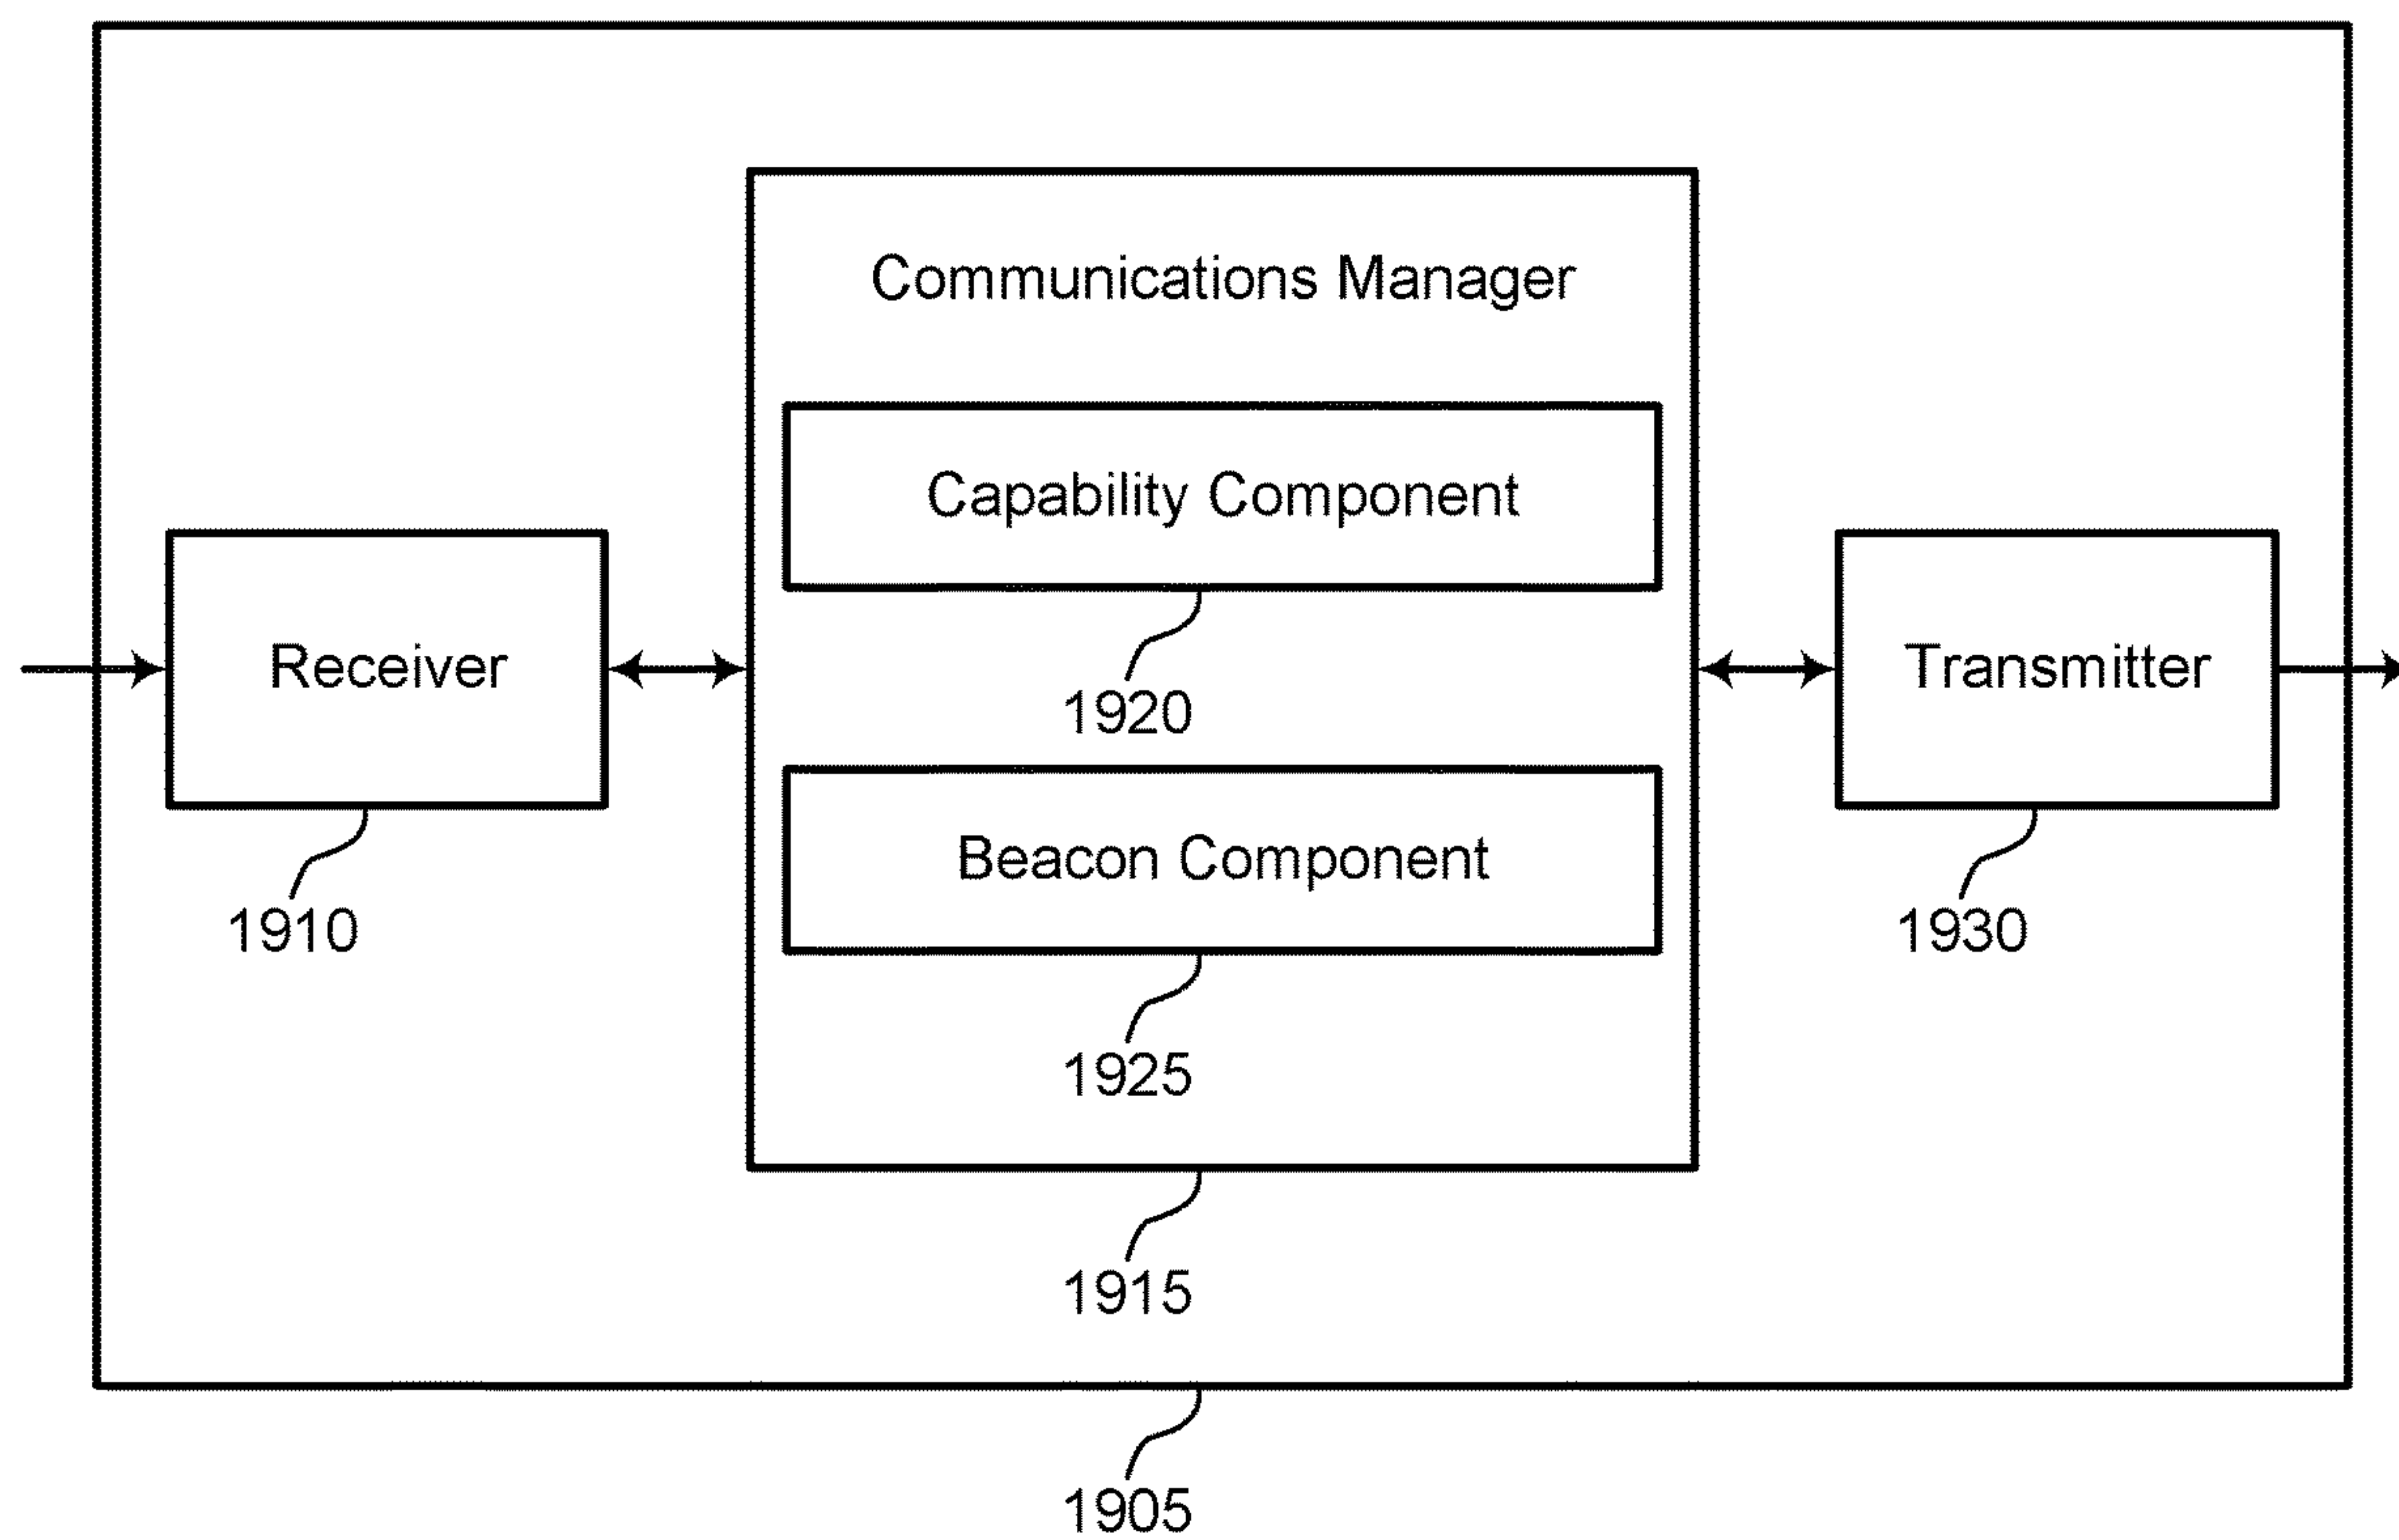 Communications Manager
Capability Component
Receiver
Transmitter
1920
Beacon Component
1910
1930
1925
1915
1905